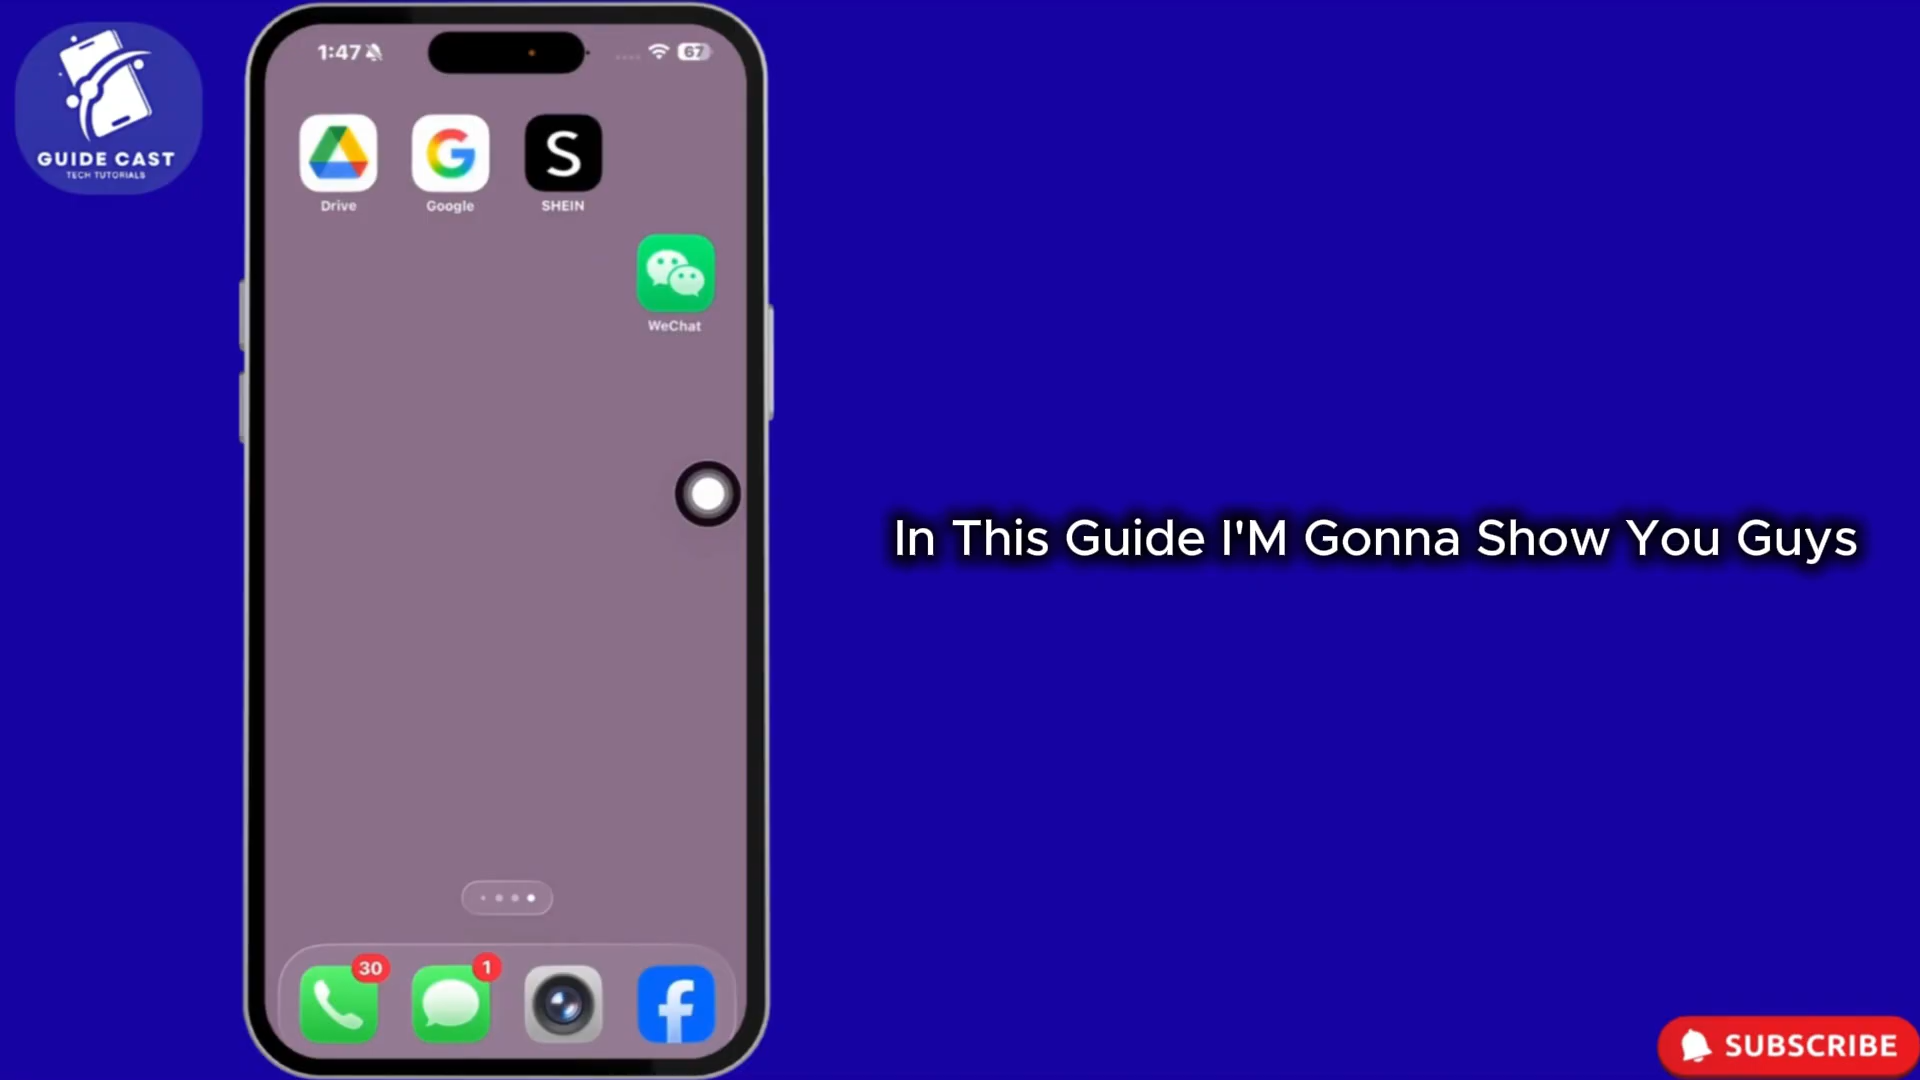 GUIDE CAST
TECH TUTORIALS
1:47
67
Drive
Google
SHEIN
WeChat
In This Guide I'M Gonna Show You Guys
30
1
SUBSCRIBE